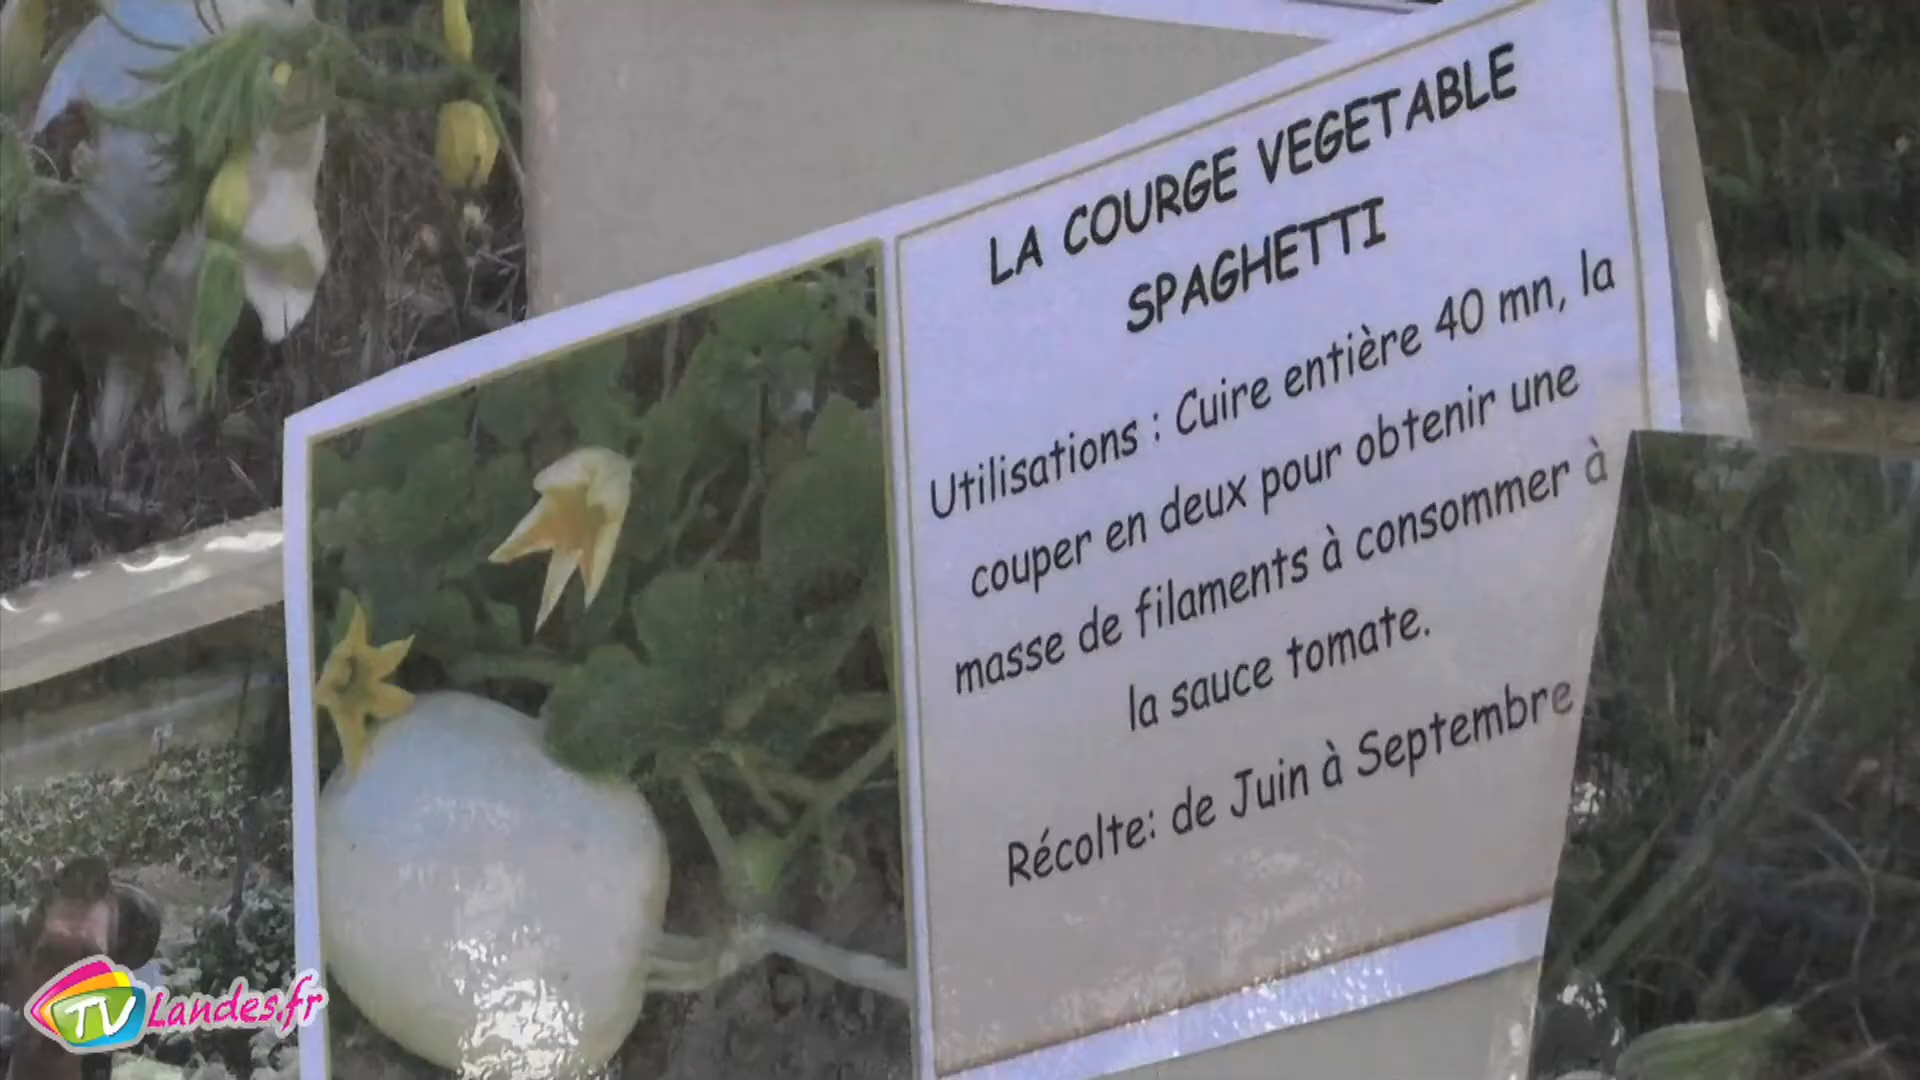 LA COURGE VEGETABLE
SPAGHETTI
Utilisations : Cuire entière 40 mn, la
couper en deux pour obtenir une
masse de filaments à consommer à
la sauce tomate.
Récolte: de Juin à Septembre
TV Landes.fr